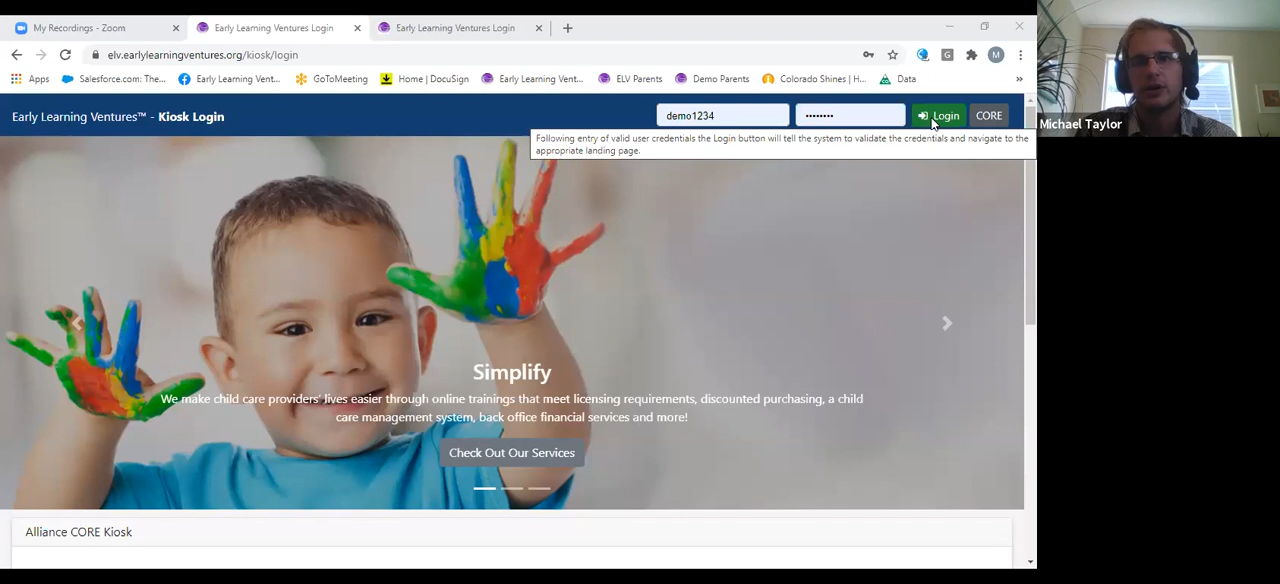 My Recordings - Zoom
Early Learning Ventures Login
Early Learning Ventures Login
elv.earlylearningventures.org/kiosk/login
M
Apps
Salesforce.com: The...
Early Learning Vent...
GoToMeeting
Home | DocuSign
Early Learning Vent...
ELV Parents
Demo Parents
Colorado Shines | H...
Data
»
Early Learning Ventures™ - Kiosk Login
demo1234
••••••••
Login
CORE
Following entry of valid user credentials the Login button will tell the system to validate the credentials and navigate to the
appropriate landing page.
Michael Taylor
Simplify
We make child care providers' lives easier through online trainings that meet licensing requirements, discounted purchasing, a child
care management system, back office financial services and more!
Check Out Our Services
Alliance CORE Kiosk